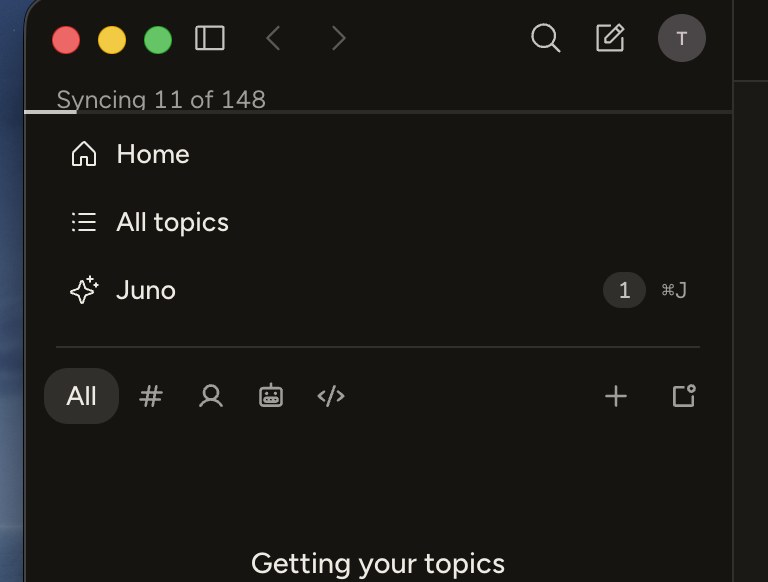 T
Syncing 11 of 148
Home
All topics
Juno 1 ⌘J
All
Getting your topics